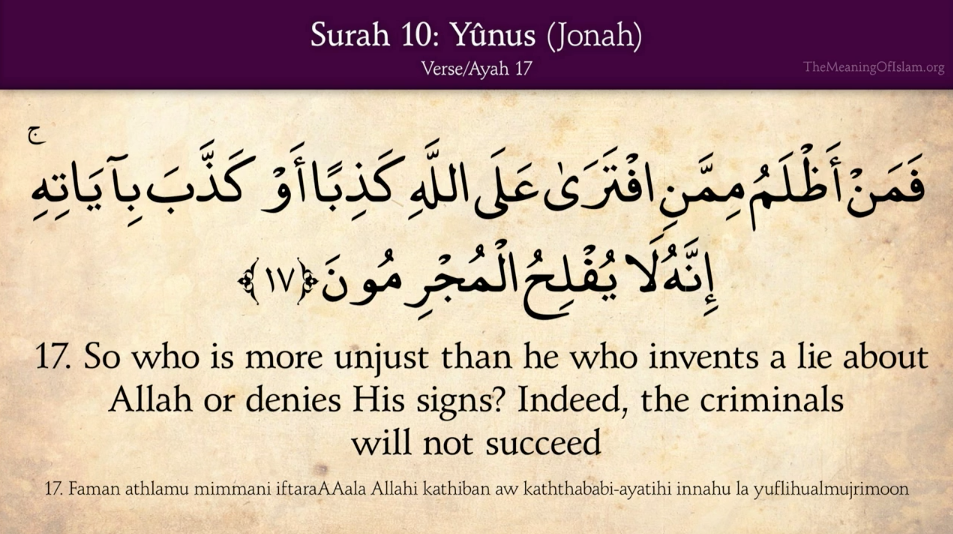 Surah 10: Yûnus (Jonah)
Verse/Ayah 17
TheMeaningOfIslam.org
فَمَنْ أَظْلَمُ مِمَّنِ افْتَرَىٰ عَلَى اللَّهِ كَذِبًا أَوْ كَذَّبَ بِآيَاتِهِ ۚ
إِنَّهُ لَا يُفْلِحُ الْمُجْرِمُونَ ﴿١٧﴾
17. So who is more unjust than he who invents a lie about
Allah or denies His signs? Indeed, the criminals
will not succeed
17. Faman athlamu mimmani iftaraAAala Allahi kathiban aw kaththababi-ayatihi innahu la yuflihualmujrimoon